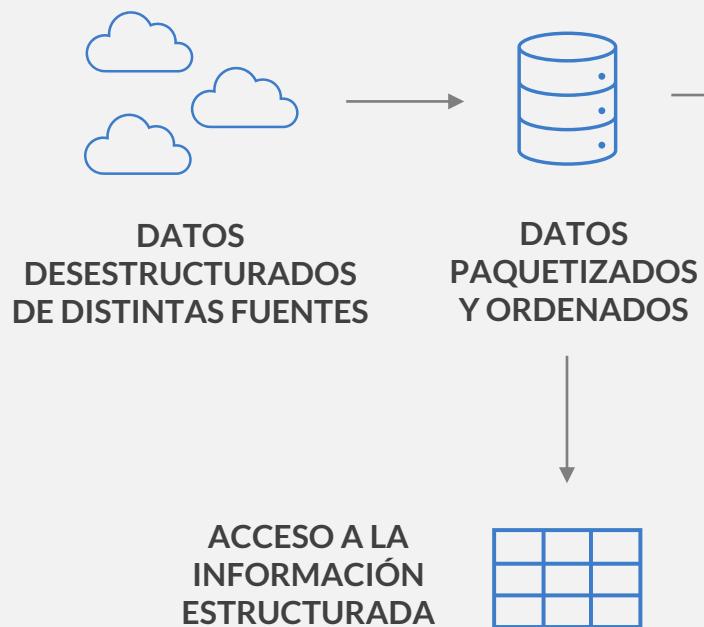 DATOS
DESESTRUCTURADOS
DE DISTINTAS FUENTES
DATOS
PAQUETIZADOS
Y ORDENADOS
ACCESO A LA
INFORMACIÓN
ESTRUCTURADA